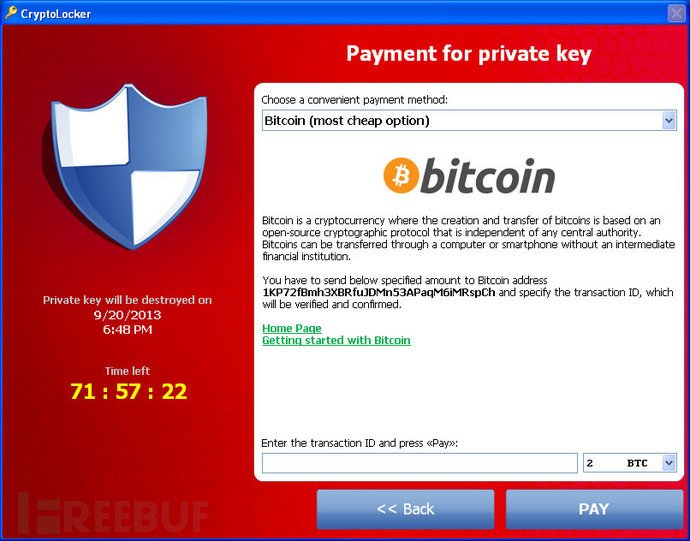 CryptoLocker
Payment for private key
Choose a convenient payment method:
Bitcoin (most cheap option)
bitcoin
Bitcoin is a cryptocurrency where the creation and transfer of bitcoins is based on an
open-source cryptographic protocol that is independent of any central authority.
Bitcoins can be transferred through a computer or smartphone without an intermediate
financial institution.
You have to send below specified amount to Bitcoin address
1KP72fBmh3XBRfuJDMn53APaqM6iMRspCh and specify the transaction ID, which
will be verified and confirmed.
Home Page
Getting started with Bitcoin
Private key will be destroyed on
9/20/2013
6:48 PM
Time left
71 : 57 : 22
Enter the transaction ID and press «Pay»:
2 BTC
<< Back
PAY
FREEBUF